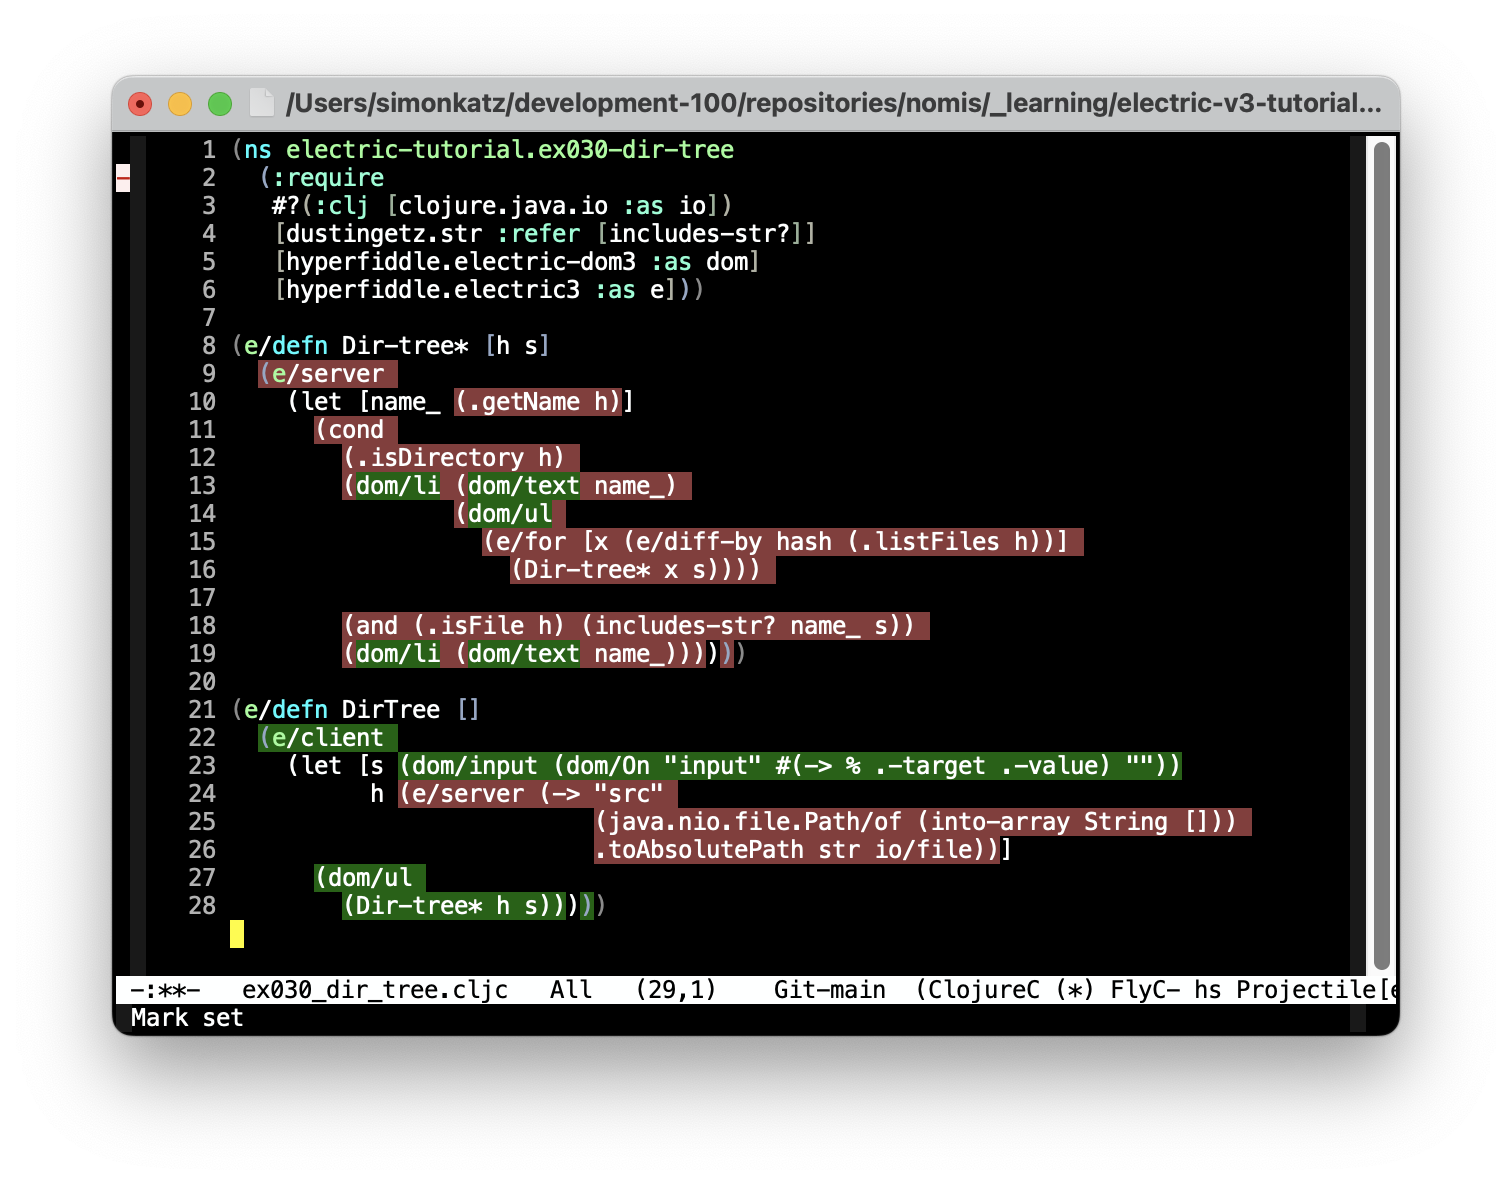 /Users/simonkatz/development-100/repositories/nomis/_learning/electric-v3-tutorial...
1 (ns electric-tutorial.ex030-dir-tree
2   (:require
3    #?(:clj [clojure.java.io :as io])
4    [dustingetz.str :refer [includes-str?]]
5    [hyperfiddle.electric-dom3 :as dom]
6    [hyperfiddle.electric3 :as e]))
7
8 (e/defn Dir-tree* [h s]
9   (e/server
10     (let [name_ (.getName h)]
11       (cond
12         (.isDirectory h)
13         (dom/li (dom/text name_)
14                 (dom/ul
15                   (e/for [x (e/diff-by hash (.listFiles h))]
16                     (Dir-tree* x s))))
17
18         (and (.isFile h) (includes-str? name_ s))
19         (dom/li (dom/text name_))))))
20
21 (e/defn DirTree []
22   (e/client
23     (let [s (dom/input (dom/On "input" #(-> % .-target .-value) ""))
24           h (e/server (-> "src"
25                           (java.nio.file.Path/of (into-array String []))
26                           .toAbsolutePath str io/file))]
27       (dom/ul
28         (Dir-tree* h s)))))
-:**-   ex030_dir_tree.cljc   All   (29,1)    Git-main  (ClojureC (*) FlyC- hs Projectile[e
Mark set